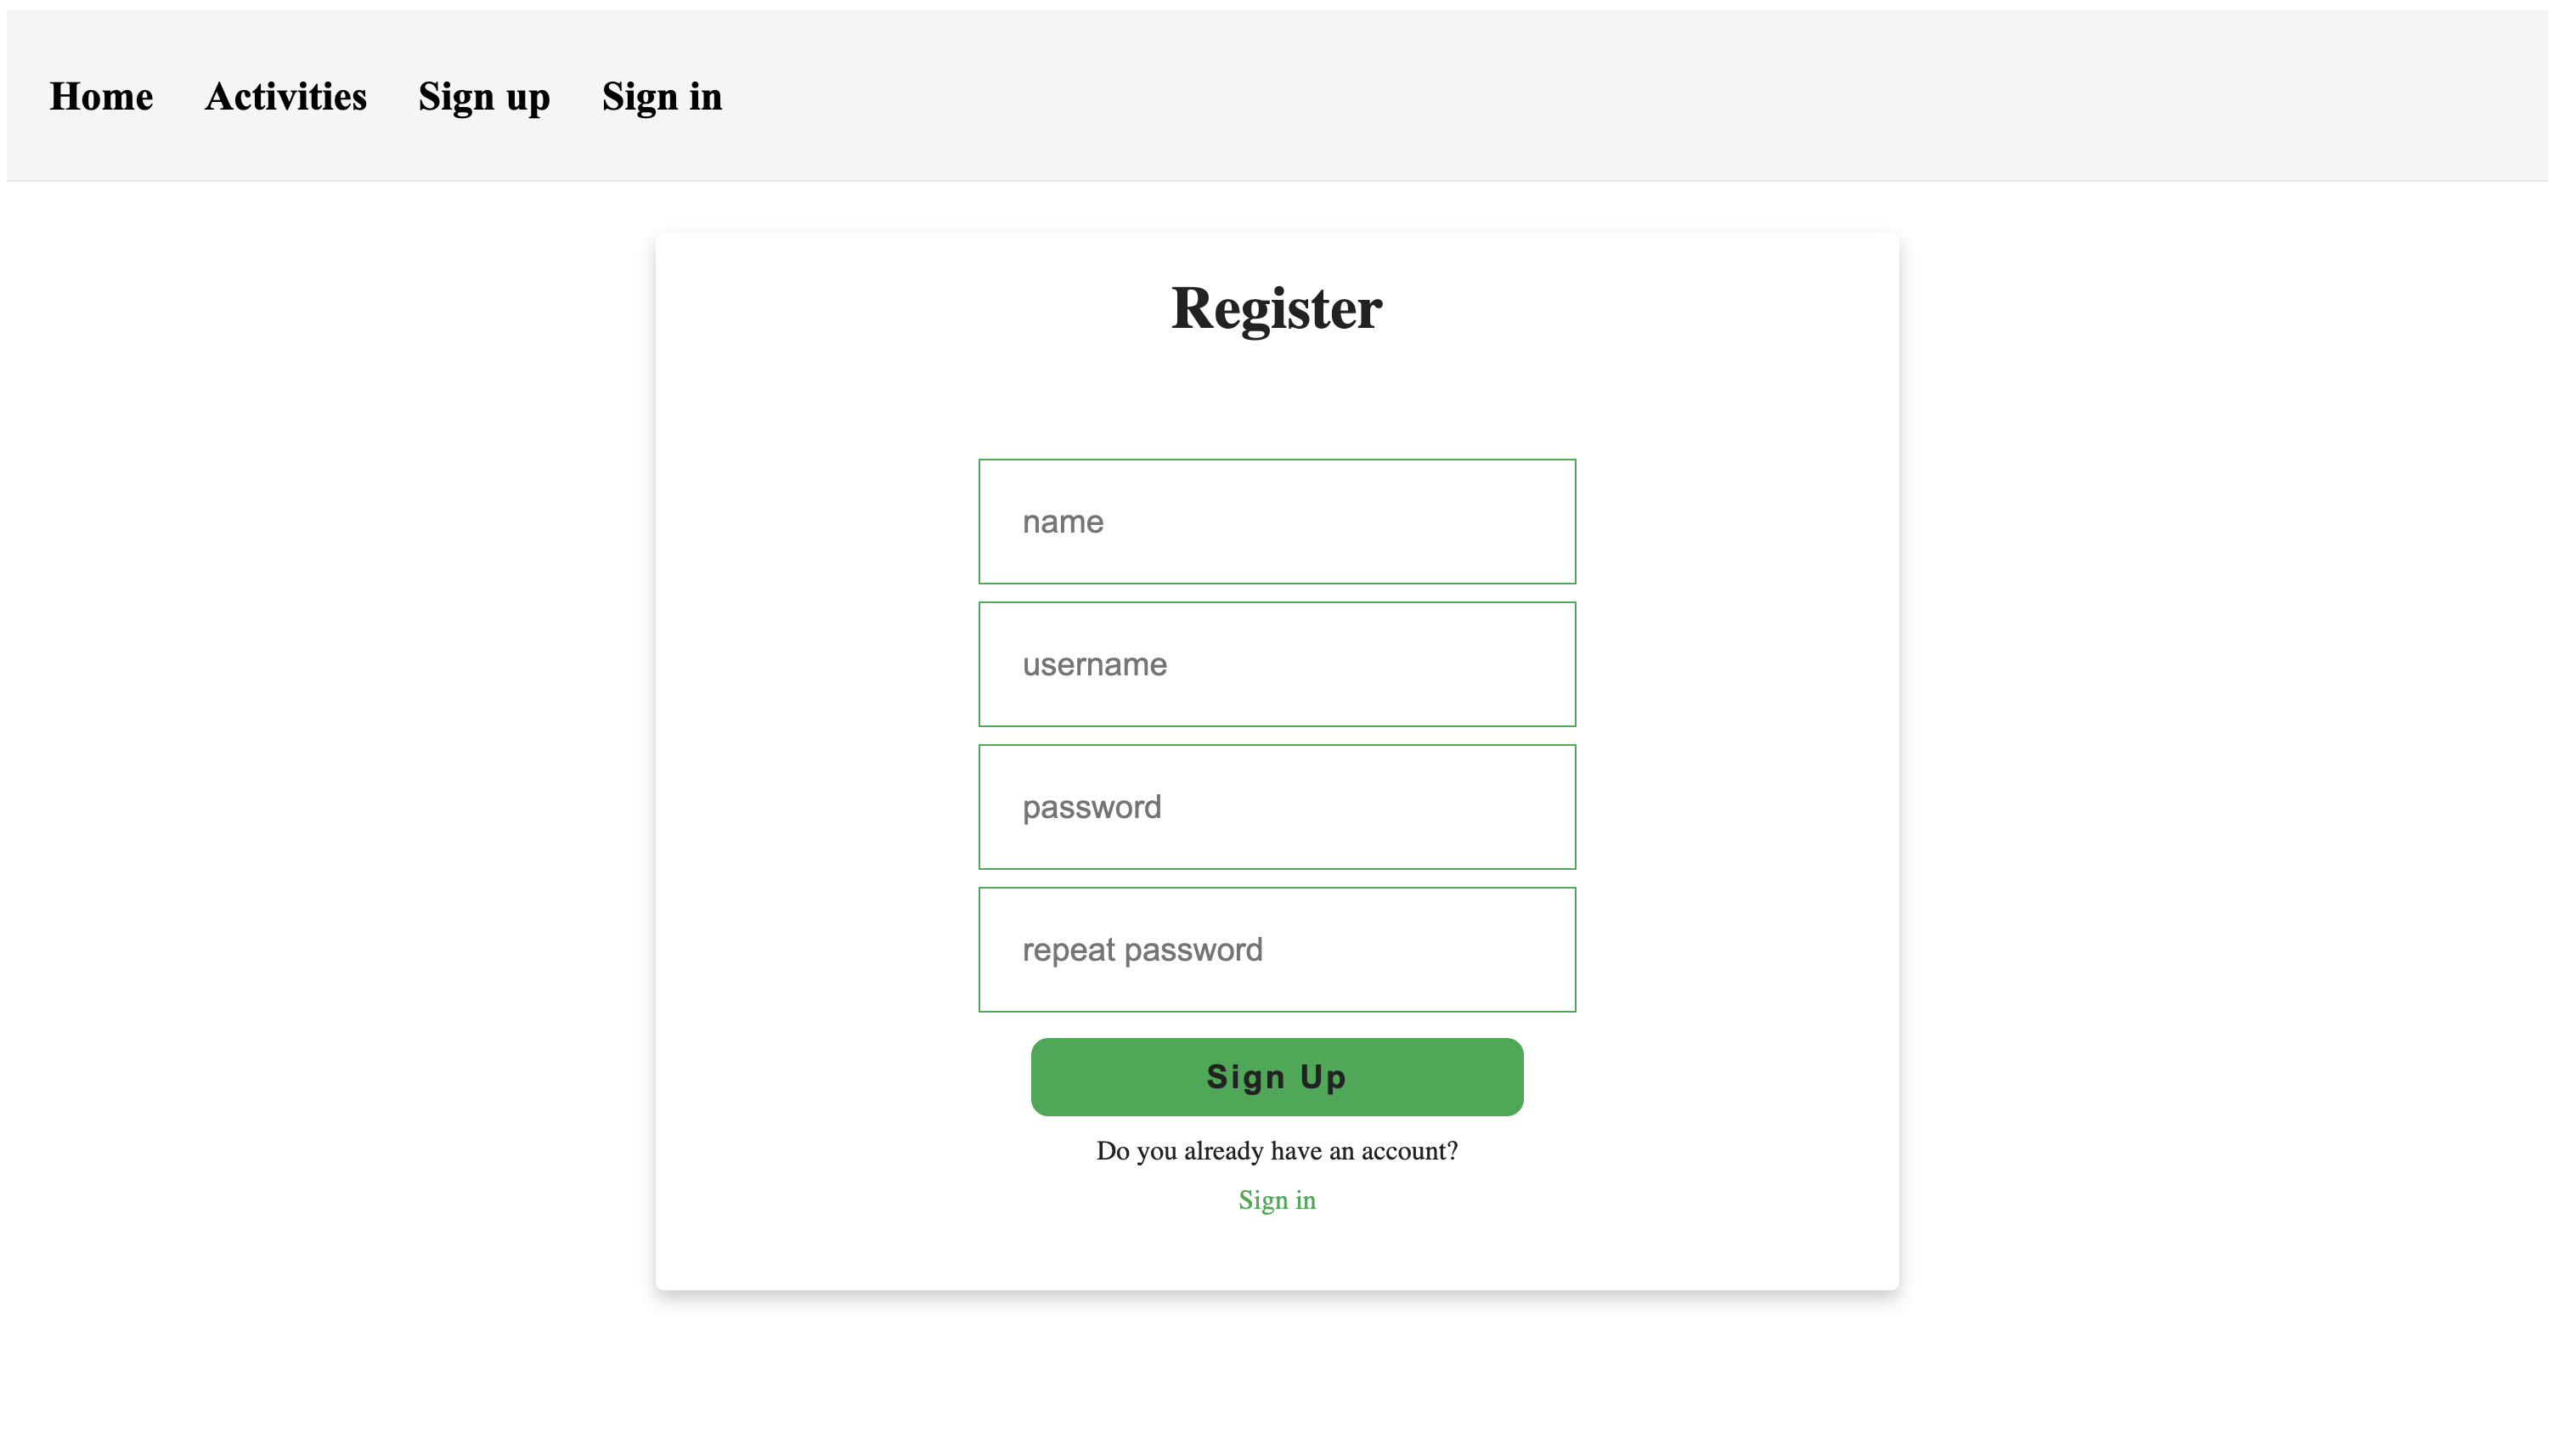 Home Activities Sign up Sign in
Register
name
username
password
repeat password
Sign Up
Do you already have an account?
Sign in